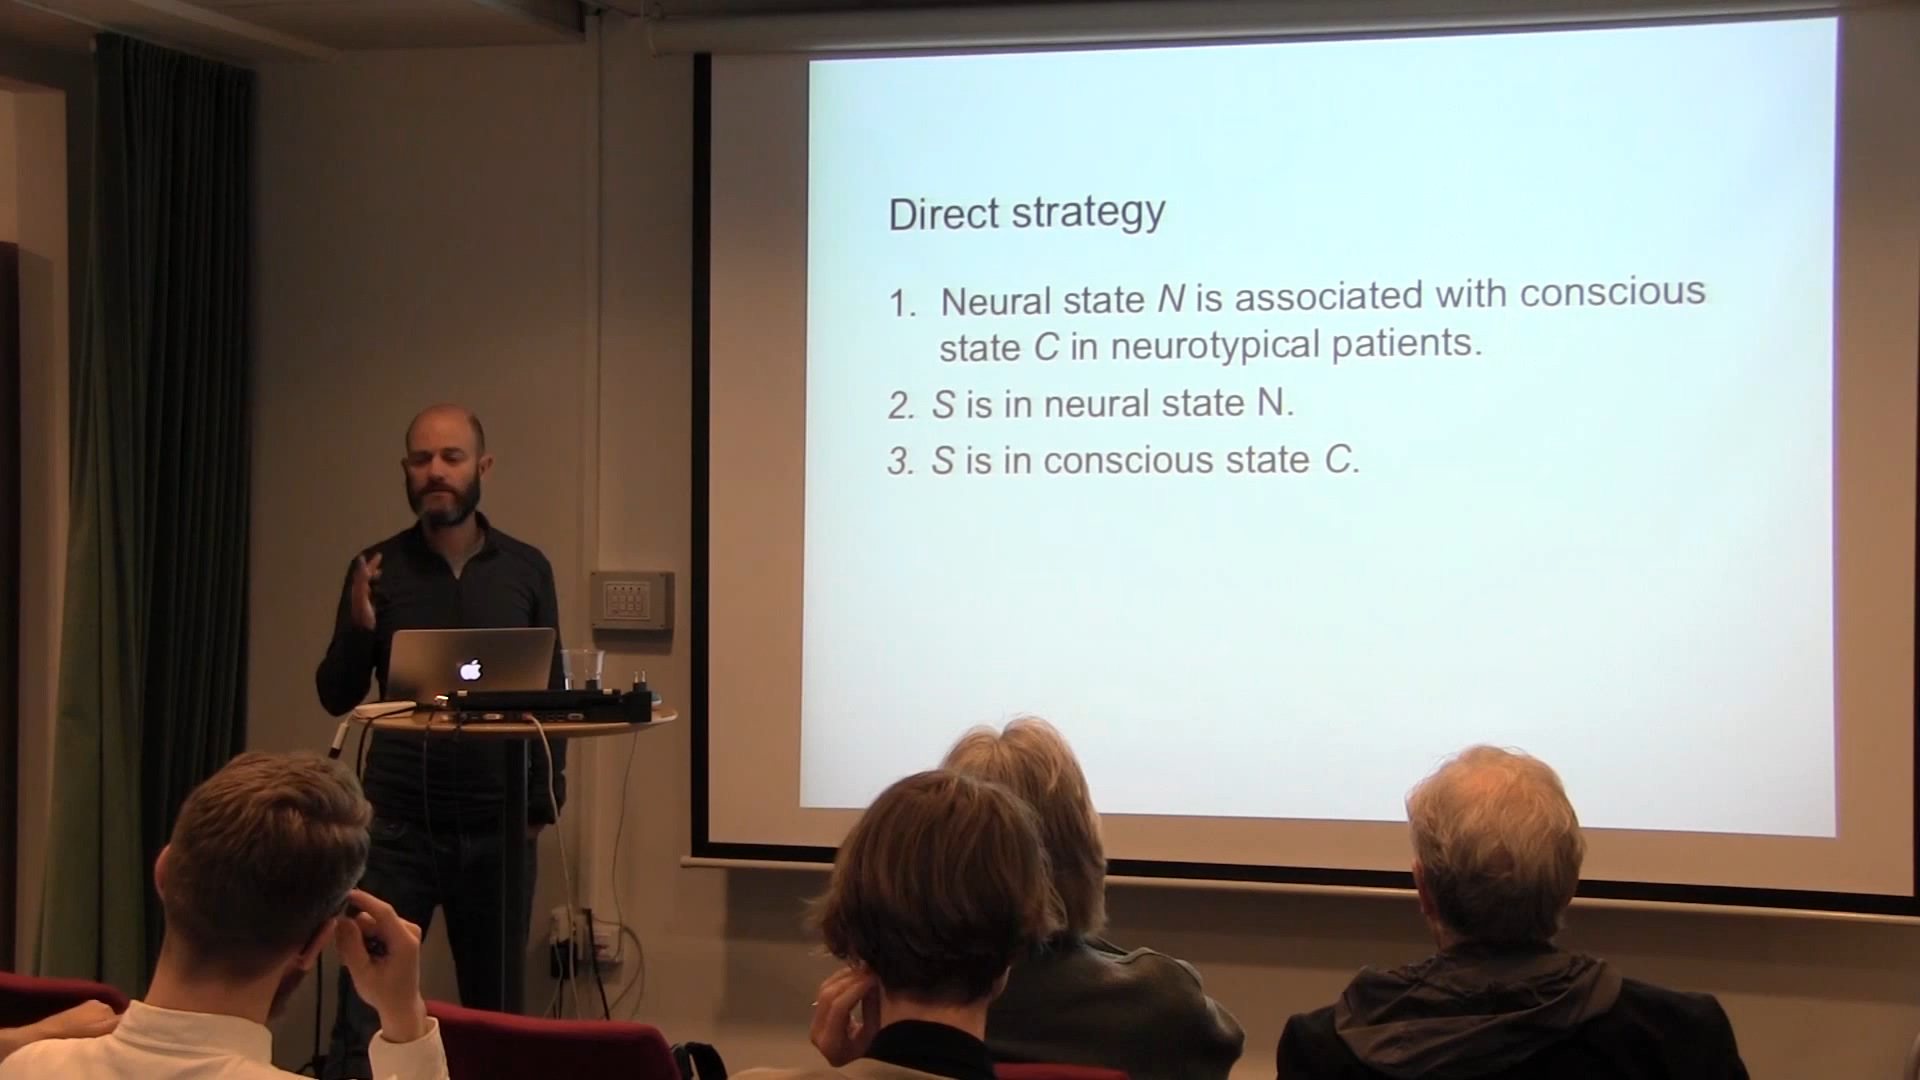 Direct strategy
1. Neural state N is associated with conscious
state C in neurotypical patients.
2. S is in neural state N.
3. S is in conscious state C.